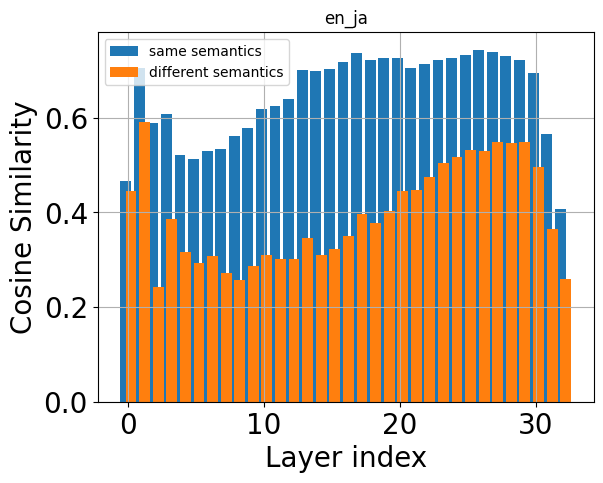 en_ja
same semantics
different semantics
Cosine Similarity
0.6
0.4
0.2
0.0
0 10 20 30
Layer index